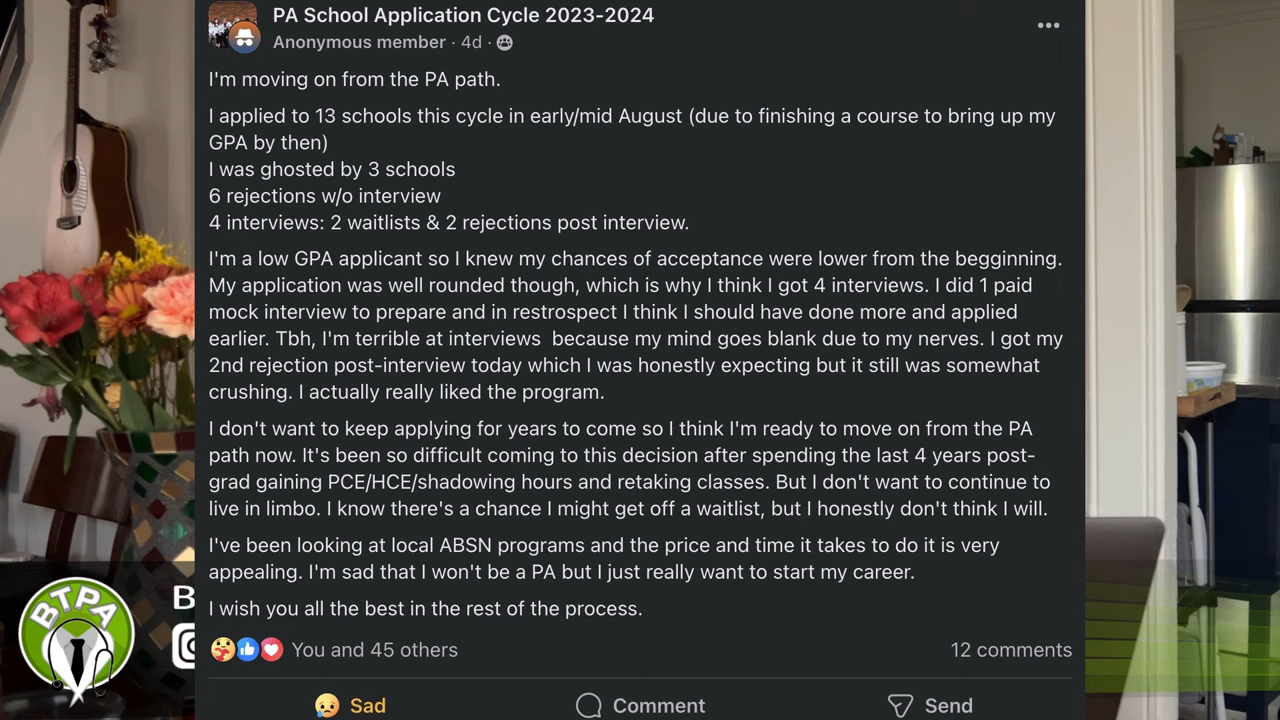 PA School Application Cycle 2023-2024
Anonymous member · 4d ·
I'm moving on from the PA path.
I applied to 13 schools this cycle in early/mid August (due to finishing a course to bring up my
GPA by then)
I was ghosted by 3 schools
6 rejections w/o interview
4 interviews: 2 waitlists & 2 rejections post interview.
I'm a low GPA applicant so I knew my chances of acceptance were lower from the begginning.
My application was well rounded though, which is why I think I got 4 interviews. I did 1 paid
mock interview to prepare and in restrospect I think I should have done more and applied
earlier. Tbh, I'm terrible at interviews  because my mind goes blank due to my nerves. I got my
2nd rejection post-interview today which I was honestly expecting but it still was somewhat
crushing. I actually really liked the program.
I don't want to keep applying for years to come so I think I'm ready to move on from the PA
path now. It's been so difficult coming to this decision after spending the last 4 years post-
grad gaining PCE/HCE/shadowing hours and retaking classes. But I don't want to continue to
live in limbo. I know there's a chance I might get off a waitlist, but I honestly don't think I will.
I've been looking at local ABSN programs and the price and time it takes to do it is very
appealing. I'm sad that I won't be a PA but I just really want to start my career.
I wish you all the best in the rest of the process.
You and 45 others
12 comments
Sad
Comment
Send
BTPA
B